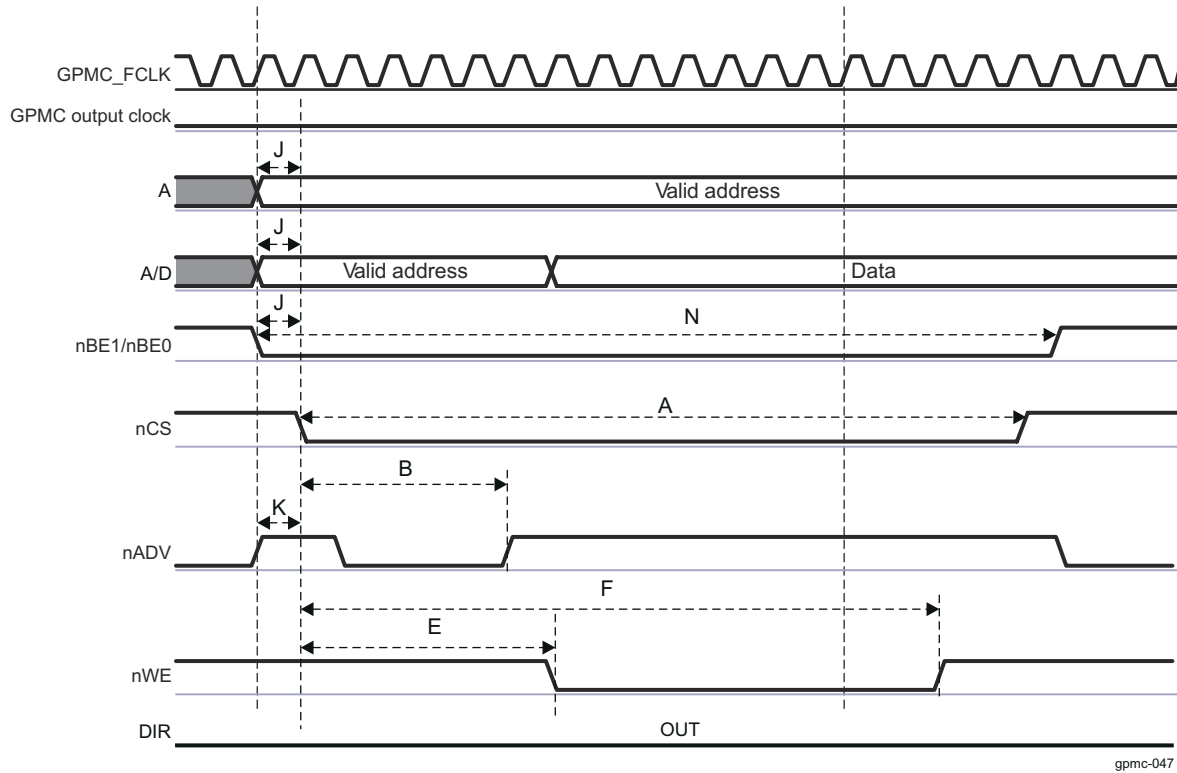 GPMC_FCLK
GPMC output clock
J
A
Valid address
J
A/D
Valid address
Data
J
N
nBE1/nBE0
A
nCS
B
K
nADV
F
E
nWE
DIR
OUT
gpmc-047